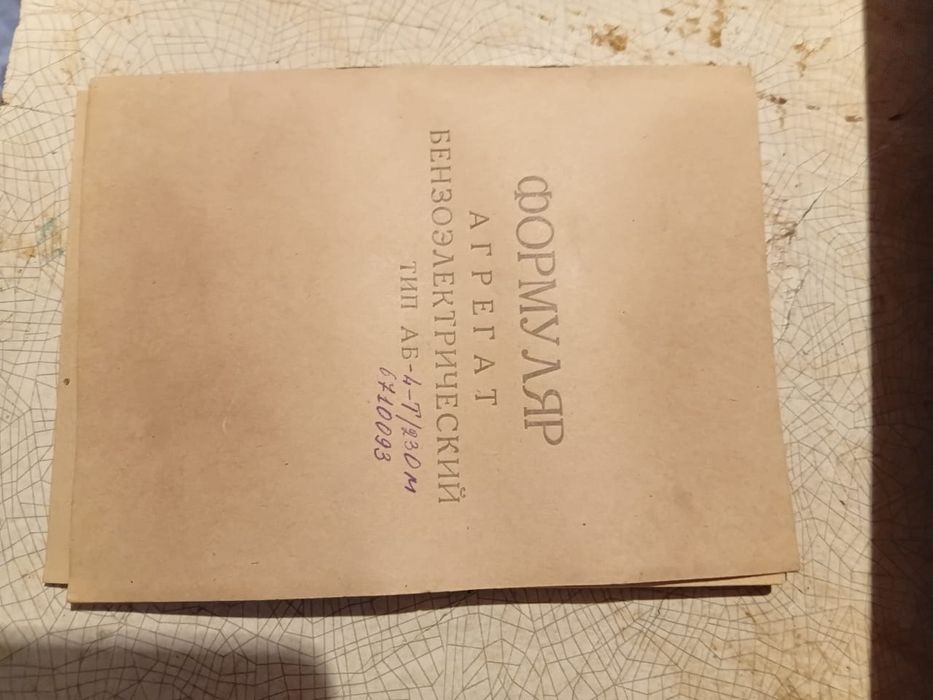 ФОРМУЛЯР
АГРЕГАТ
БЕНЗОЭЛЕКТРИЧЕСКИЙ
ТИП АБ-4-Т/230М
6710093